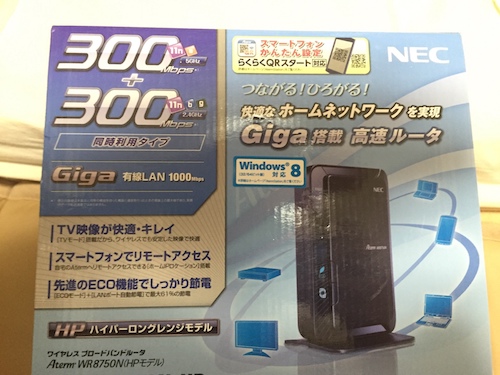 300Mbps 11n a 5GHz
+
300Mbps 11n b g 2.4GHz
同時利用タイプ
Giga 有線LAN 1000Mbps
TV映像が快適・キレイ
スマートフォンでリモートアクセス
先進のECO機能でしっかり節電
HP ハイパーロングレンジモデル
ワイヤレス ブロードバンドルータ
ATERM WR8750N(HPモデル)
スマートフォン
かんたん設定
らくらくQRスタート 対応
NEC
つながる!ひろがる!
快適な ホームネットワーク を実現
Giga 搭載 高速ルータ
Windows 8 対応
NEC
ATERM